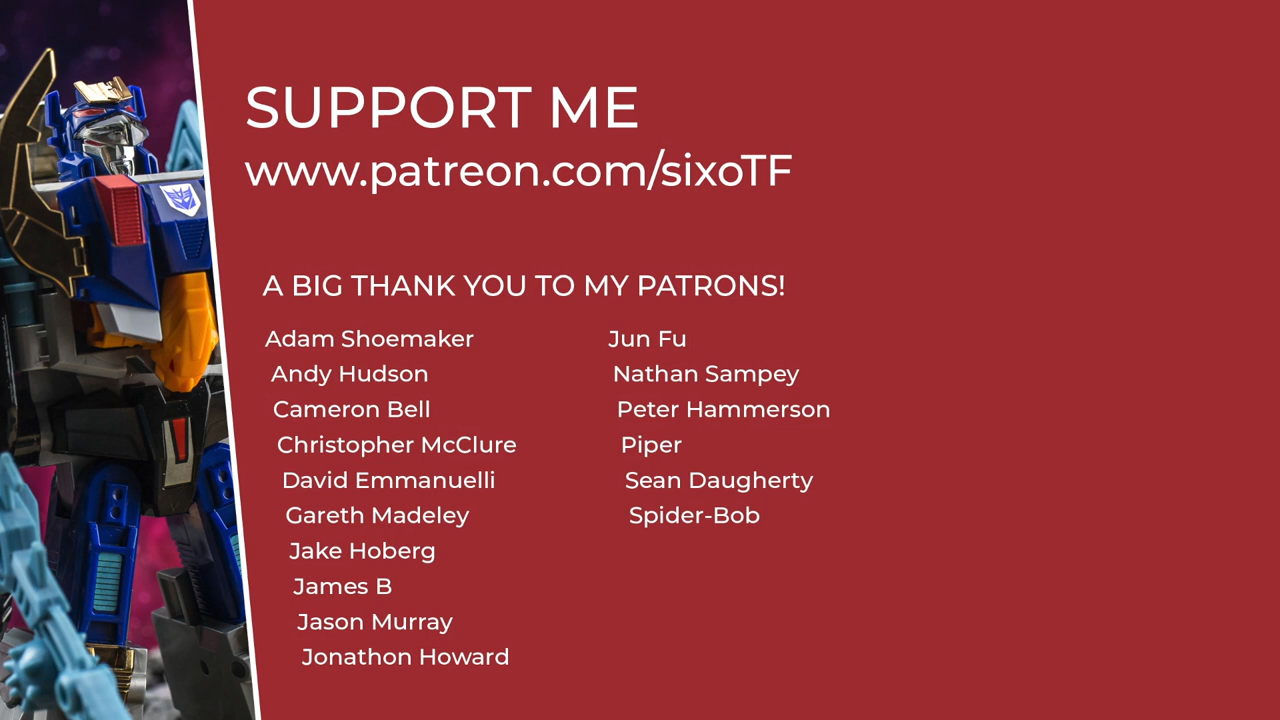 SUPPORT ME
www.patreon.com/sixoTF
A BIG THANK YOU TO MY PATRONS!
Adam Shoemaker
Andy Hudson
Cameron Bell
Christopher McClure
David Emmanuelli
Gareth Madeley
Jake Hoberg
James B
Jason Murray
Jonathon Howard
Jun Fu
Nathan Sampey
Peter Hammerson
Piper
Sean Daugherty
Spider-Bob